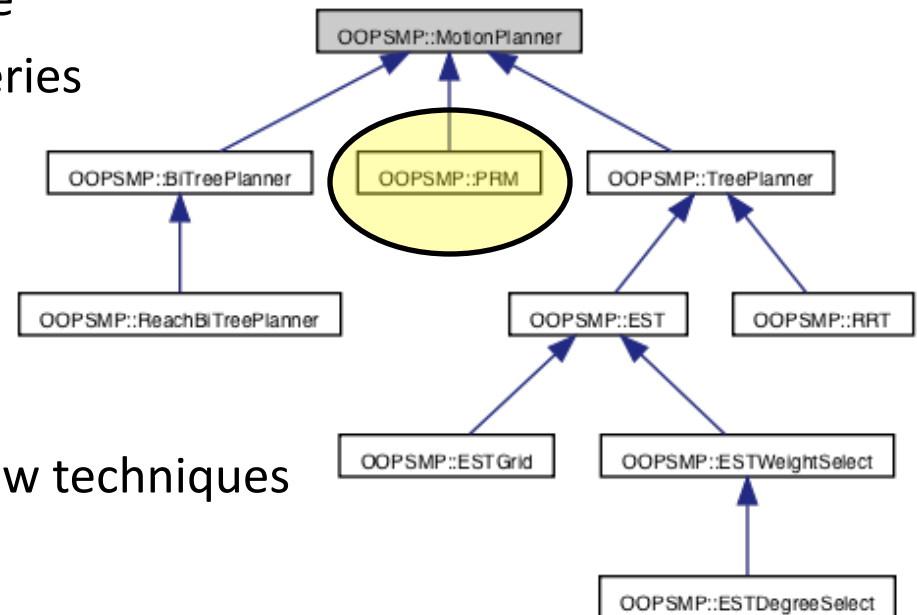 e
eries
w techniques
OOPSMP::MotionPlanner
OOPSMP::BiTreePlanner
OOPSMP::PRM
OOPSMP::TreePlanner
OOPSMP::ReachBiTreePlanner
OOPSMP::EST
OOPSMP::RRT
OOPSMP::ESTGrid
OOPSMP::ESTWeightSelect
OOPSMP::ESTDegreeSelect